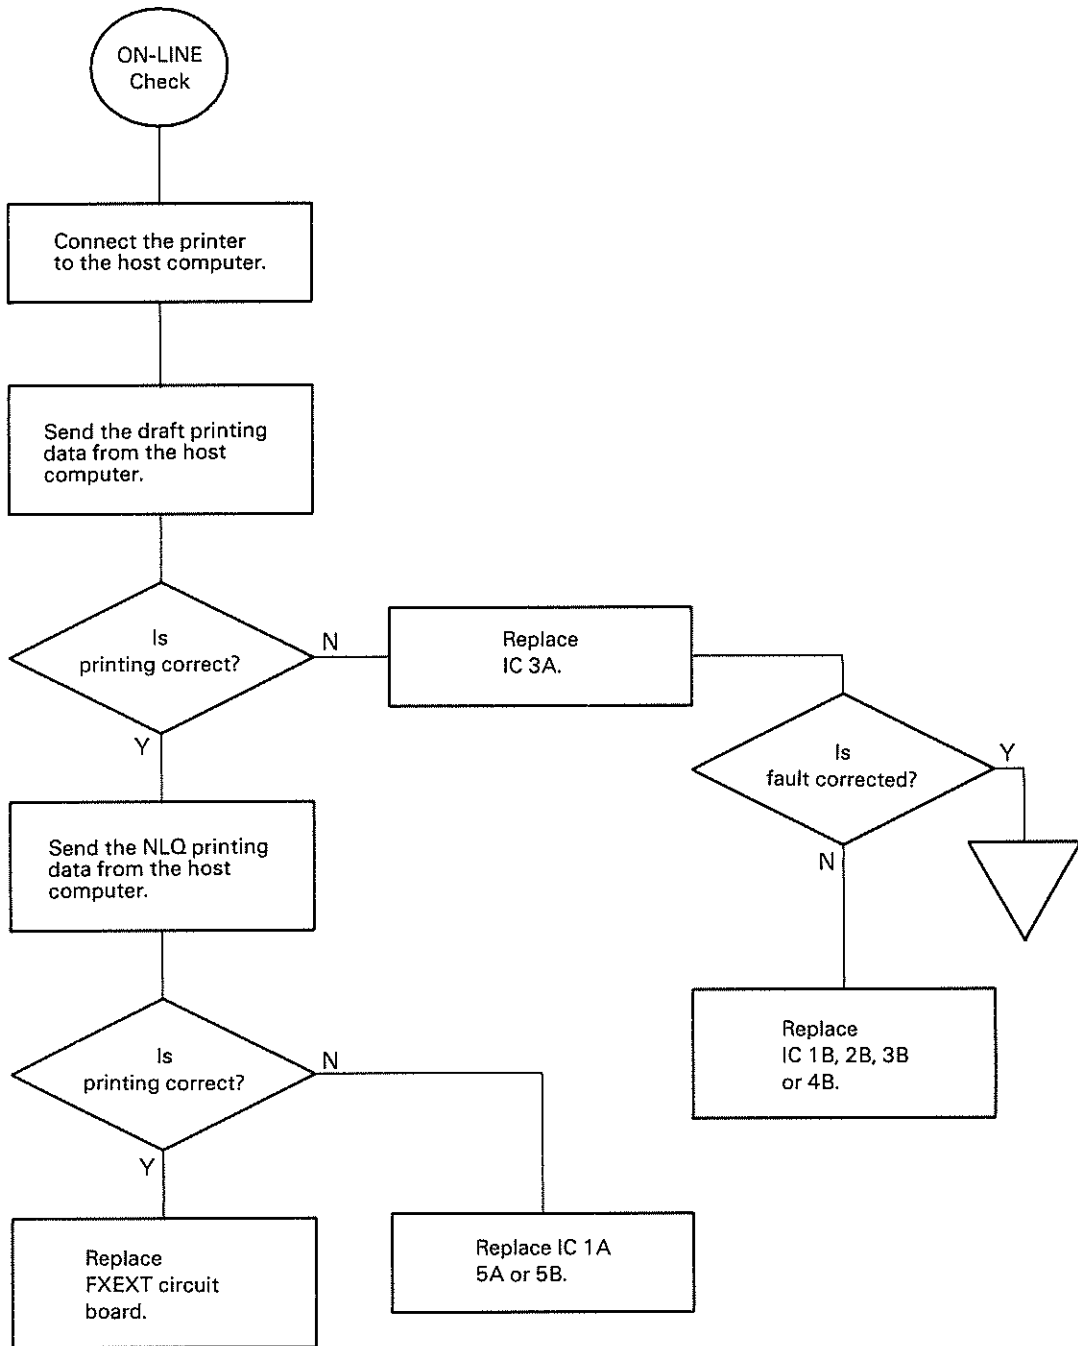 ON-LINE
Check
Connect the printer
to the host computer.
Send the draft printing
data from the host
computer.
Is
printing correct?
N
Y
Replace
IC 3A.
Is
fault corrected?
Y
N
Send the NLQ printing
data from the host
computer.
Replace
IC 1B, 2B, 3B
or 4B.
Is
printing correct?
N
Y
Replace
FXEXT circuit
board.
Replace IC 1A
5A or 5B.